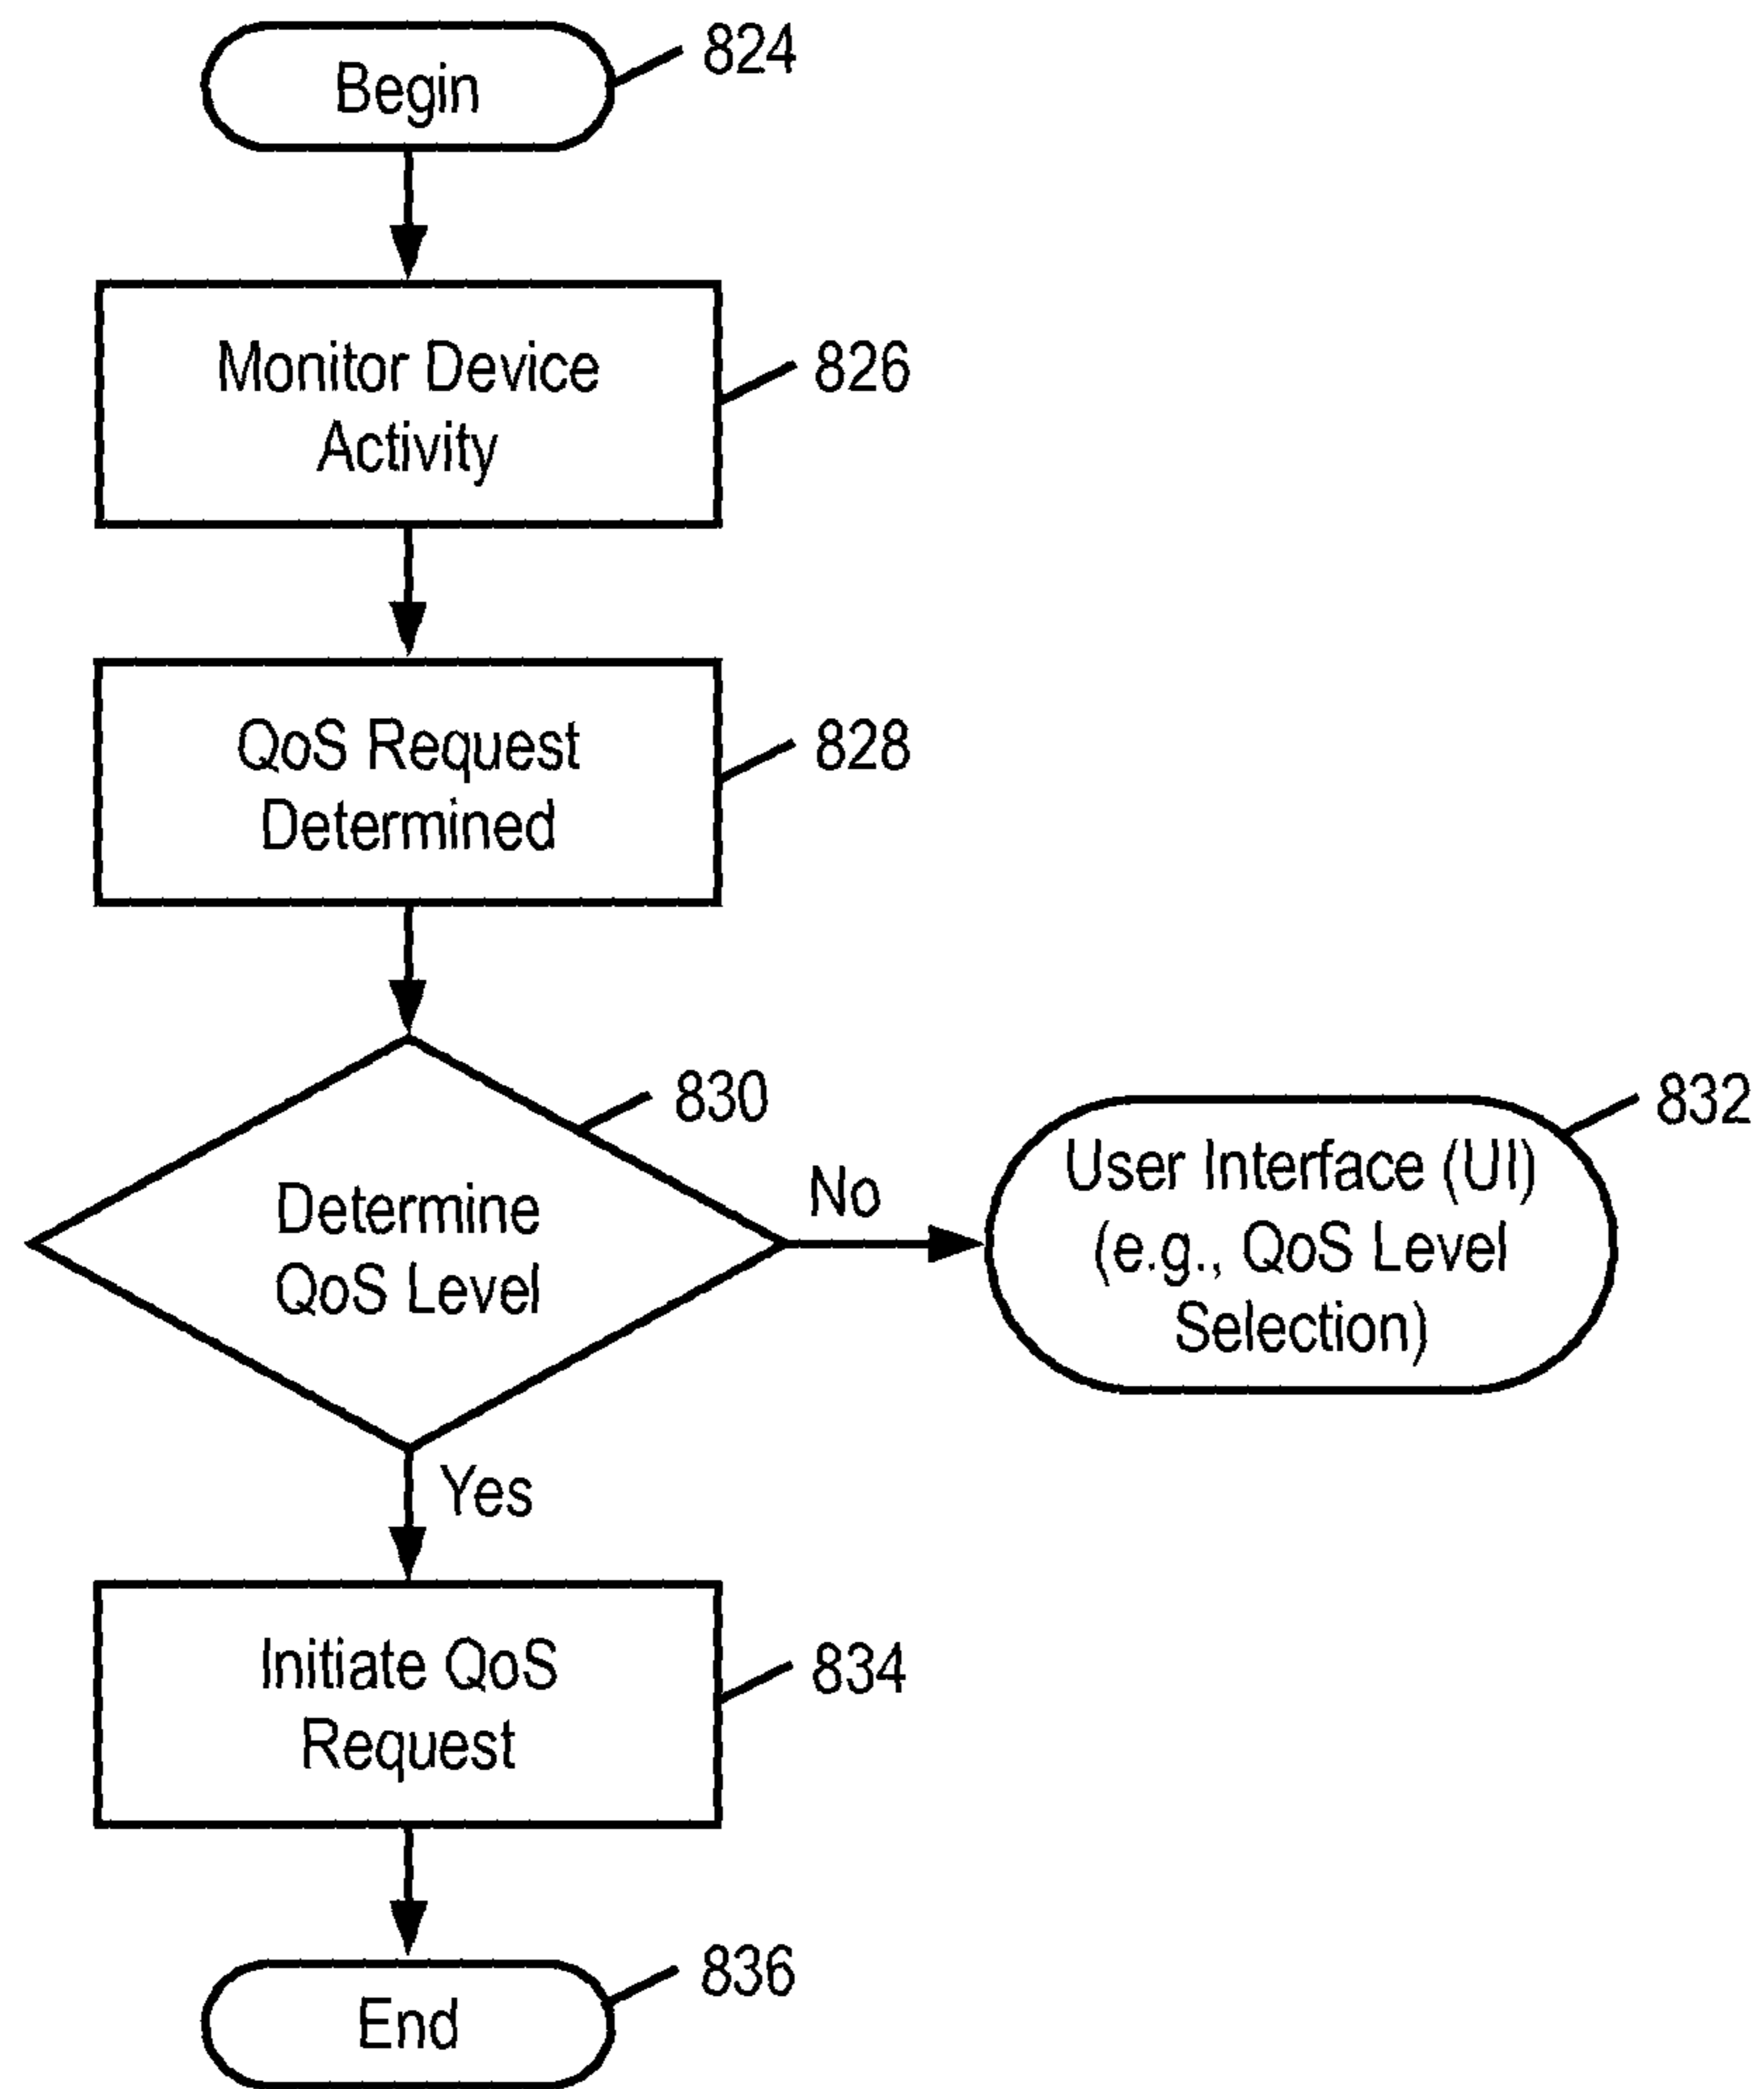 Begin
824
Monitor Device
Activity
826
QoS Request
Determined
828
830
Determine
QoS Level
No
832
User Interface (UI)
(e.g., QoS Level
Selection)
Yes
Initiate QoS
Request
834
End
836